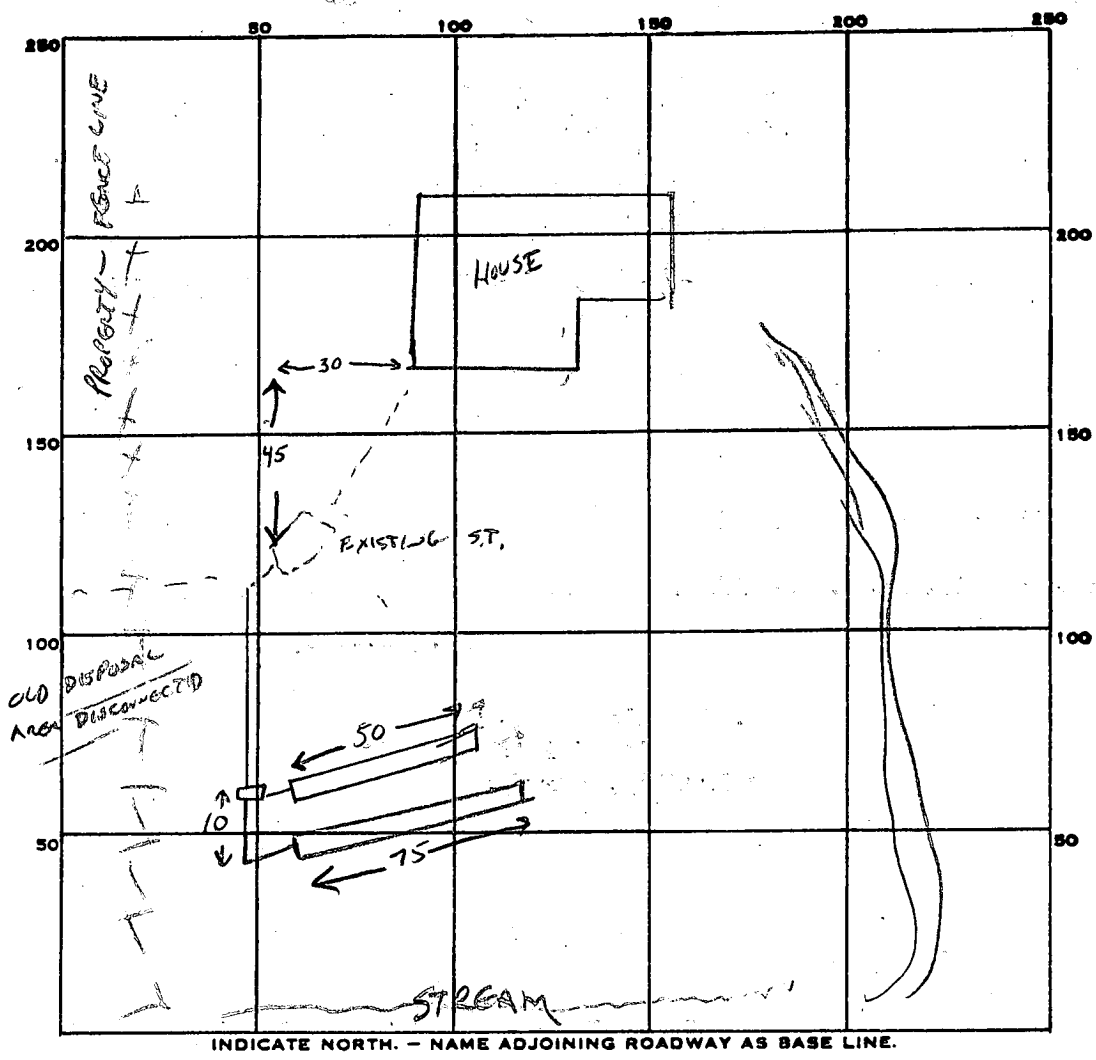 50 100 150 200 250
250
PROPERTY - FENCE LINE
200 200
HOUSE
30
150 150
45
EXISTING S.T.
100 100
OLD DISPOSAL
AREA DISCONNECTD
50
10
50 50
75
STREAM
INDICATE NORTH. - NAME ADJOINING ROADWAY AS BASE LINE.